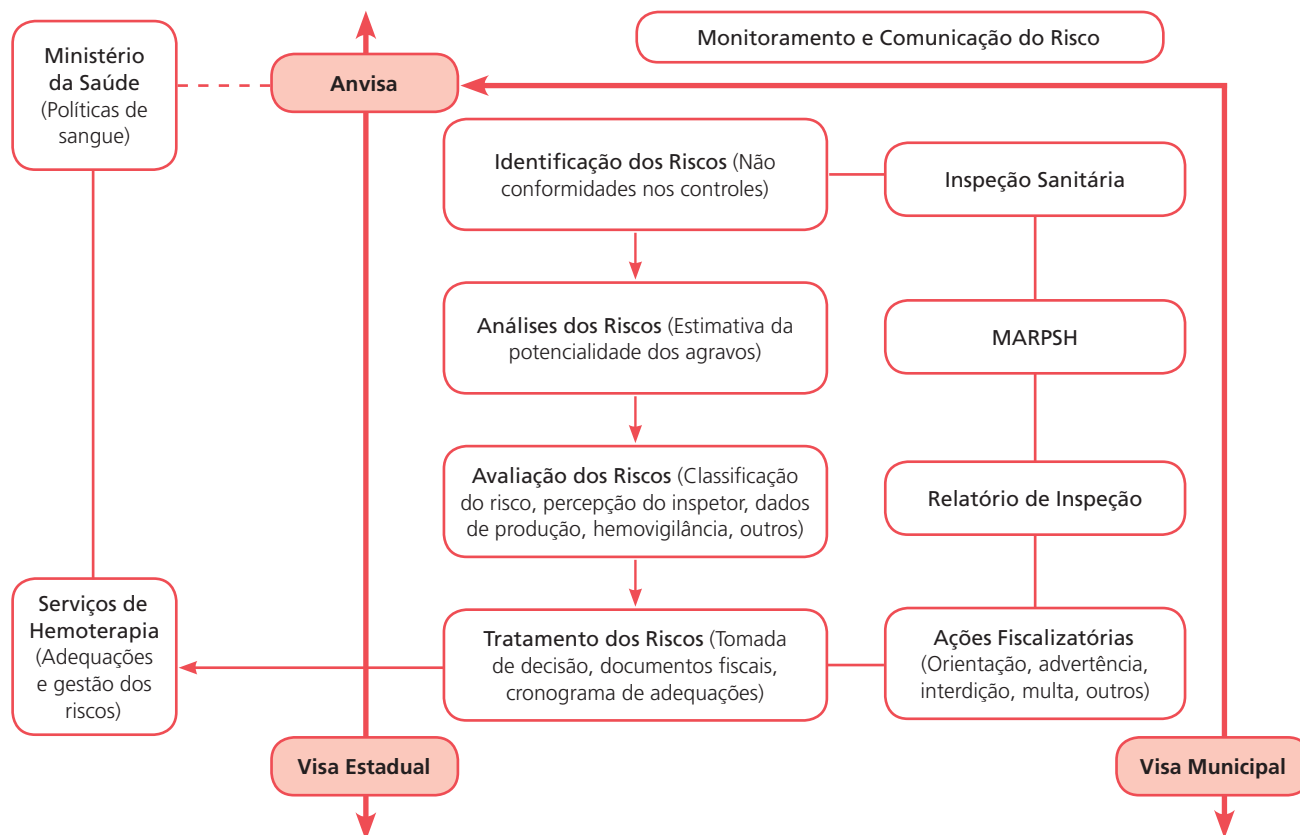 Ministério
da Saúde
(Políticas de
sangue)
Anvisa
Monitoramento e Comunicação do Risco
Identificação dos Riscos (Não
conformidades nos controles)
Inspeção Sanitária
Análises dos Riscos (Estimativa da
potencialidade dos agravos)
MARPSH
Avaliação dos Riscos (Classificação
do risco, percepção do inspetor, dados
de produção, hemovigilância, outros)
Relatório de Inspeção
Serviços de
Hemoterapia
(Adequações
e gestão dos
riscos)
Tratamento dos Riscos (Tomada
de decisão, documentos fiscais,
cronograma de adequações)
Ações Fiscalizatórias
(Orientação, advertência,
interdição, multa, outros)
Visa Estadual
Visa Municipal